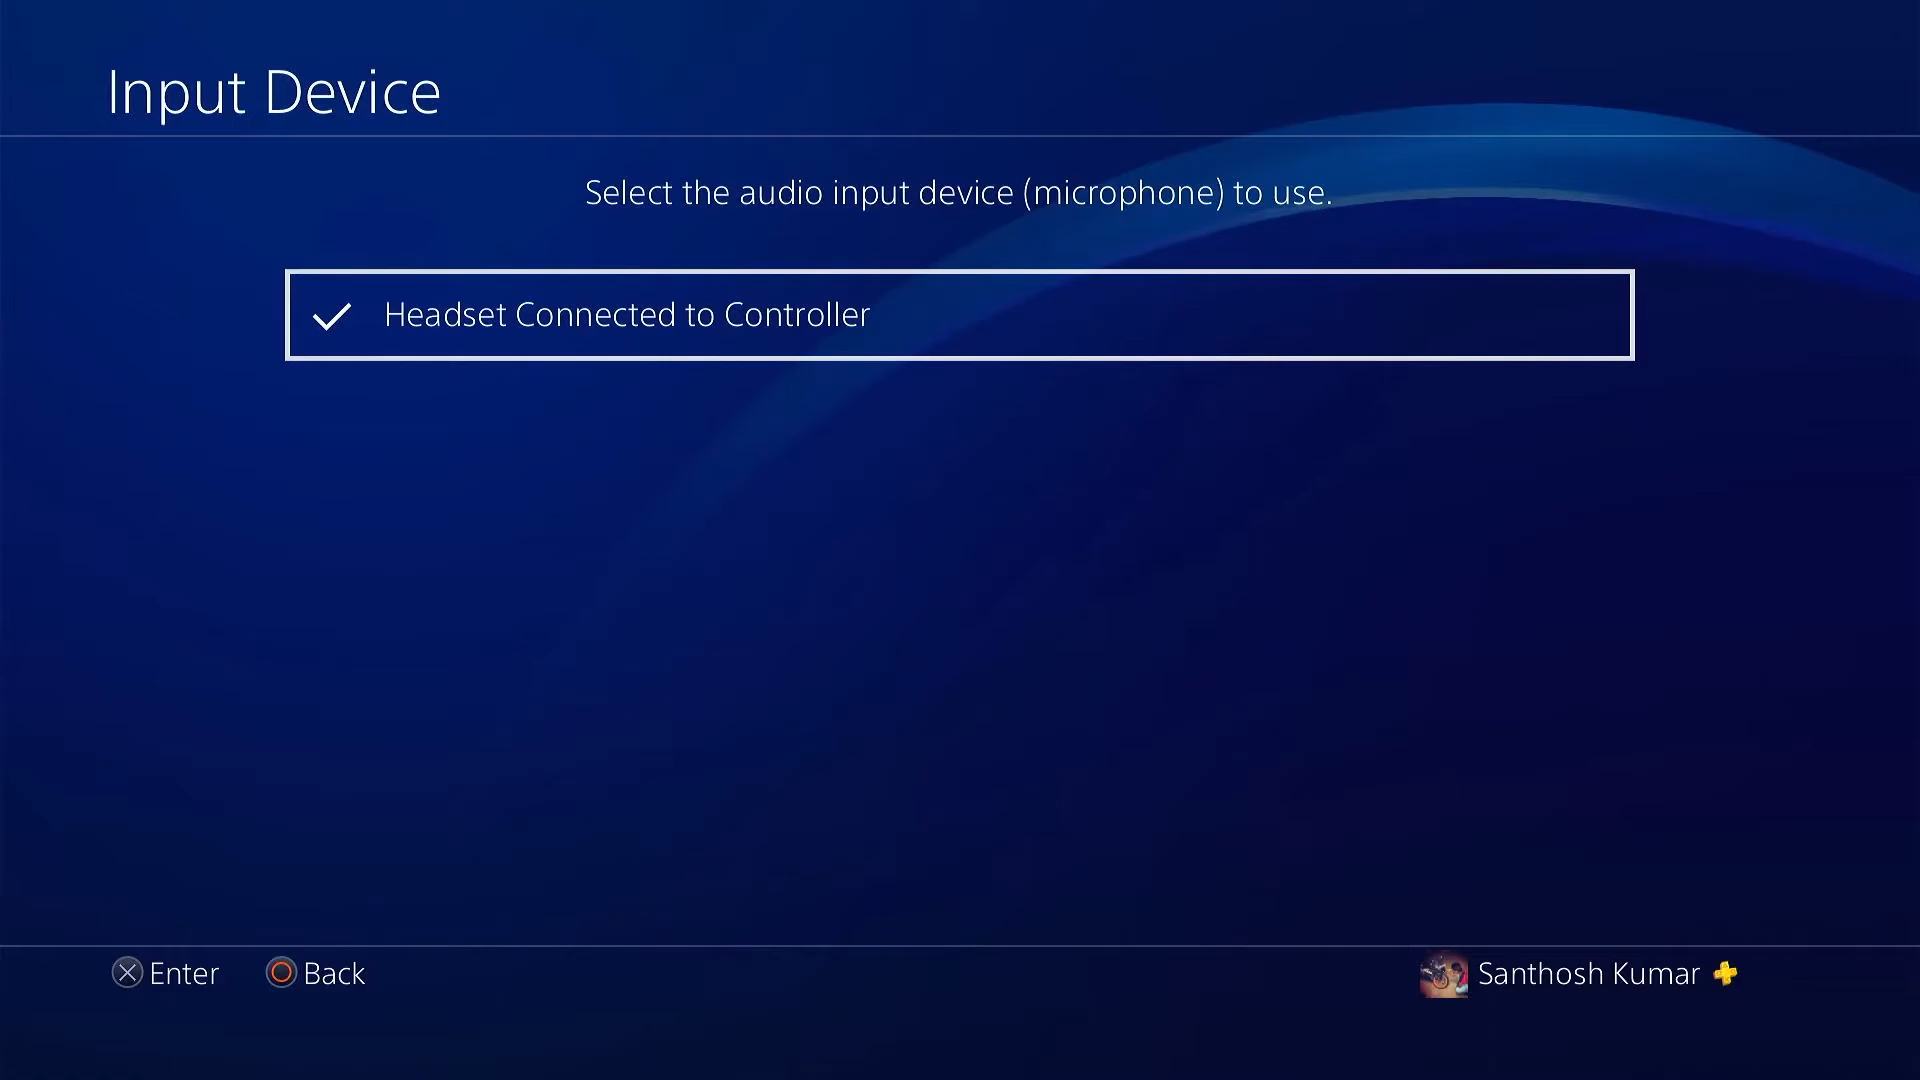 Input Device
Select the audio input device (microphone) to use.
Headset Connected to Controller
Enter
Back
Santhosh Kumar